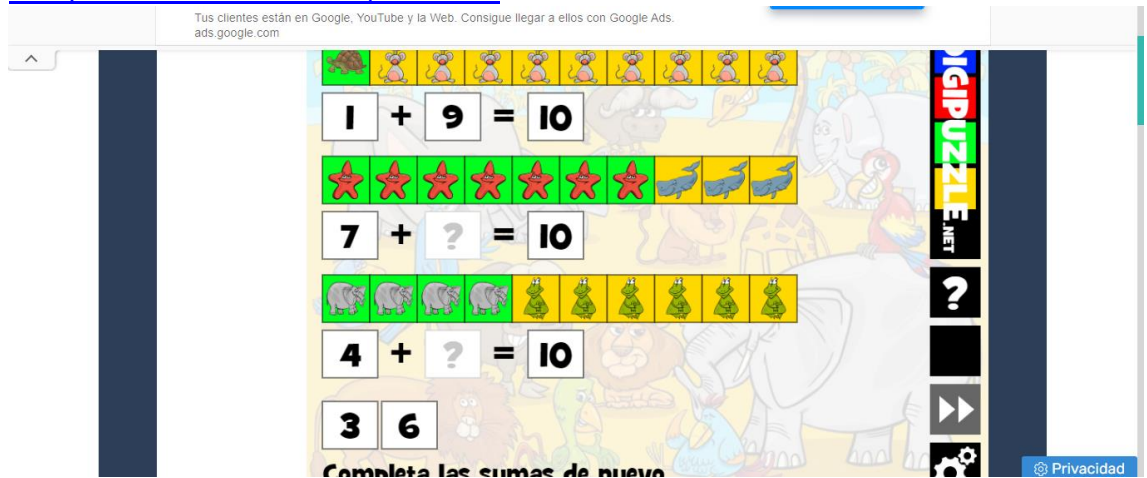 Tus clientes están en Google, YouTube y la Web. Consigue llegar a ellos con Google Ads.
ads.google.com
1 + 9 = 10
7 + ? = 10
4 + ? = 10
3 6
Completa las sumas de nuevo
DIGIPUZZLE.NET
?
Privacidad